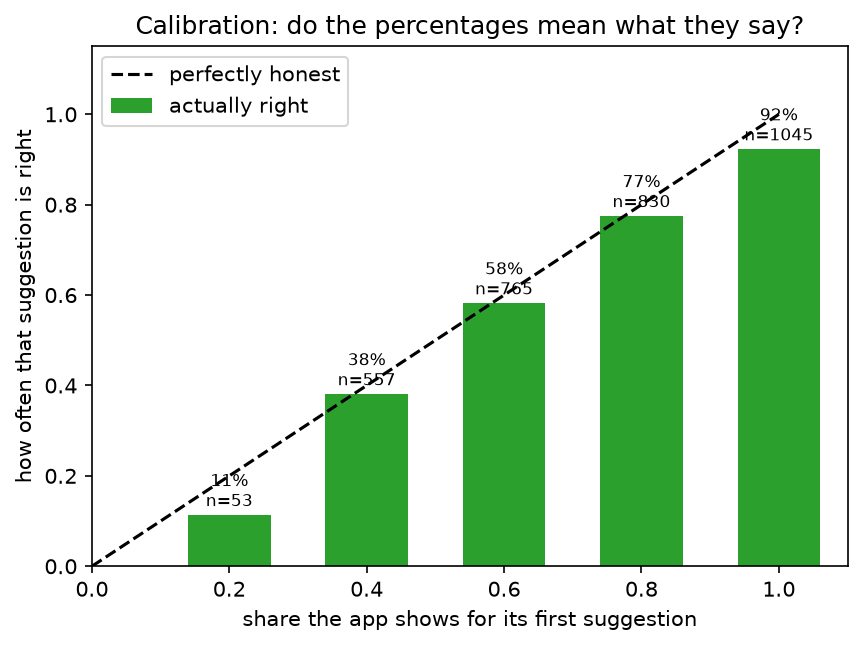 Calibration: do the percentages mean what they say?
perfectly honest
actually right
how often that suggestion is right
1.0
0.8
0.6
0.4
0.2
0.0
11%
n=53
38%
n=557
58%
n=765
77%
n=830
92%
n=1045
0.0 0.2 0.4 0.6 0.8 1.0
share the app shows for its first suggestion